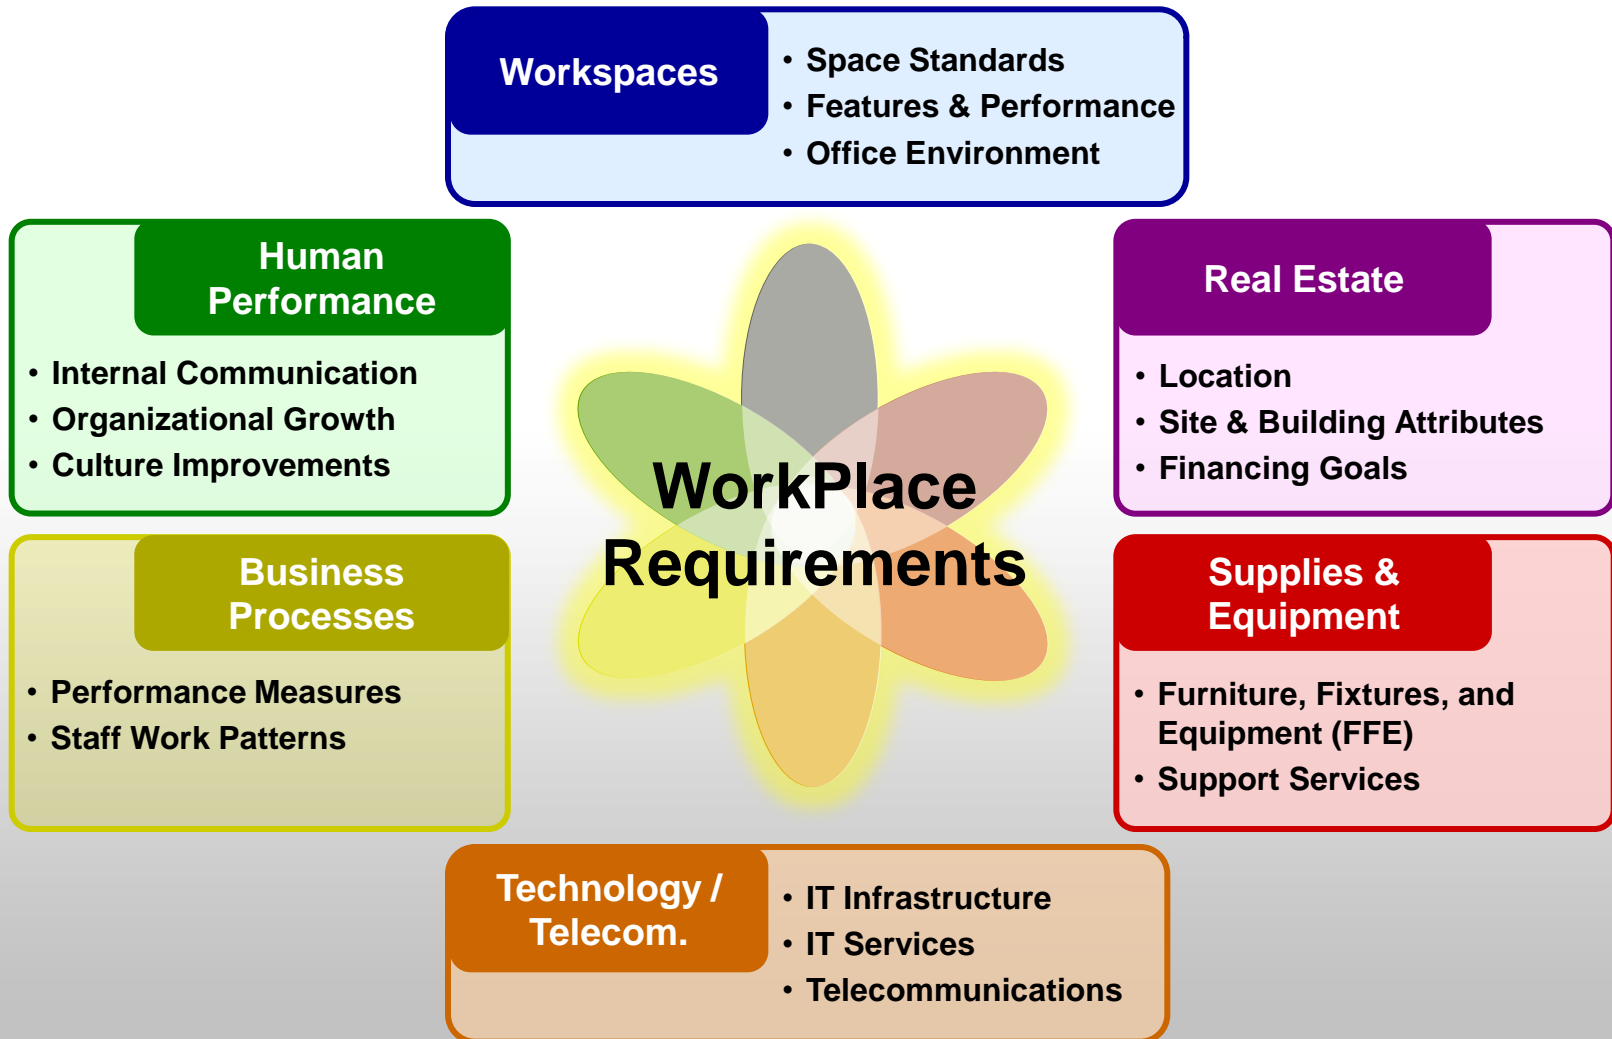 Workspaces
• Space Standards
• Features & Performance
• Office Environment
Human
Performance
• Internal Communication
• Organizational Growth
• Culture Improvements
Real Estate
• Location
• Site & Building Attributes
• Financing Goals
WorkPlace
Requirements
Business
Processes
• Performance Measures
• Staff Work Patterns
Supplies &
Equipment
• Furniture, Fixtures, and
Equipment (FFE)
• Support Services
Technology /
Telecom.
• IT Infrastructure
• IT Services
• Telecommunications